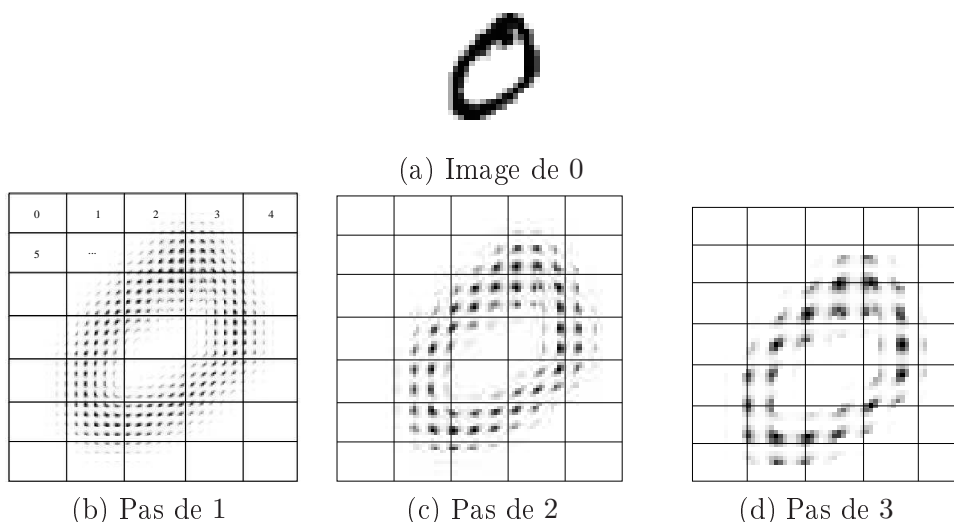 (a) Image de 0
0 1 2 3 4
5 ...
(b) Pas de 1
(c) Pas de 2
(d) Pas de 3